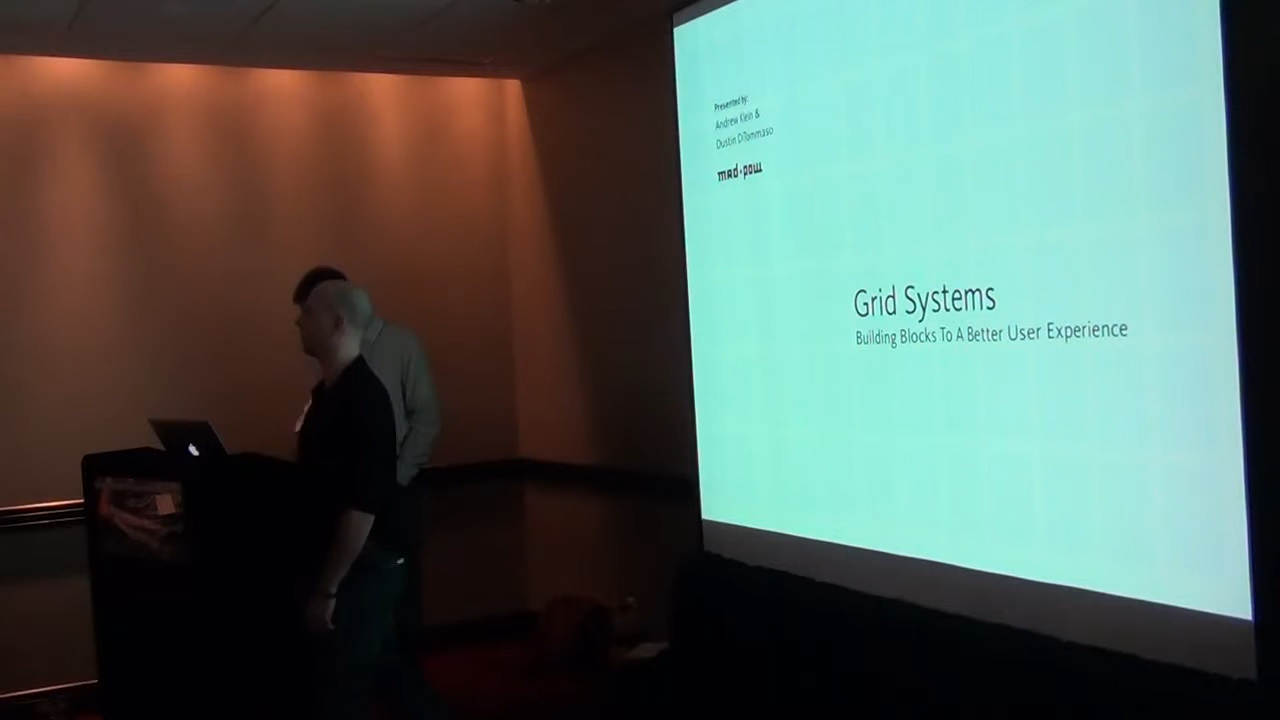 Presented by:
Andrew Klein &
Dustin DiTommaso
mad*pow
Grid Systems
Building Blocks To A Better User Experience